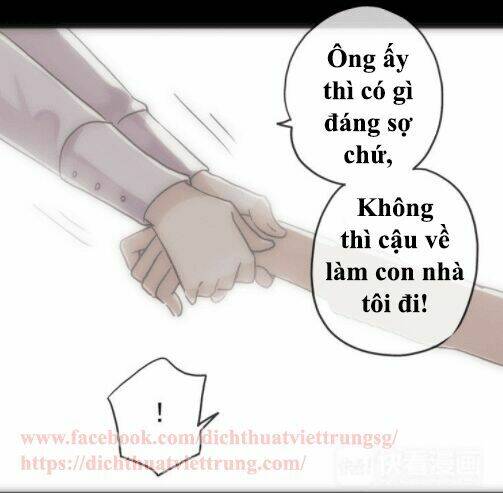 Ông ấy
thì có gì
đáng sợ
chứ,
Không
thì cậu về
làm con nhà
tôi đi!
!
www.facebook.com/dichthuatviettrungsg/
https://dichthuatviettrung.com/